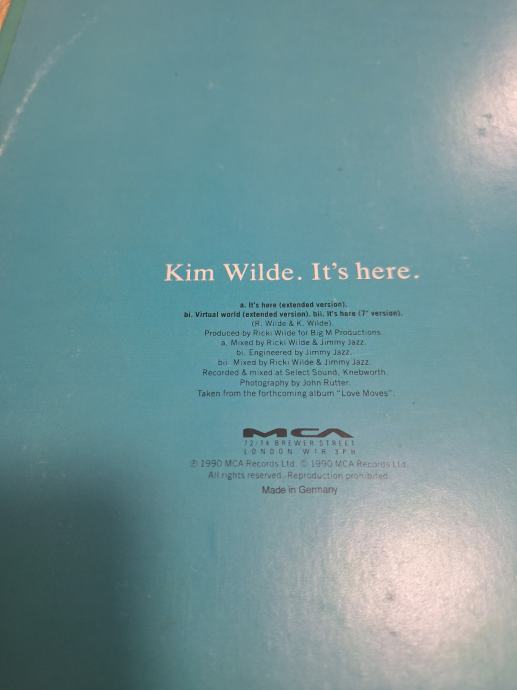 Kim Wilde. It's here.
a. It's here (extended version).
bi. Virtual world (extended version). bii. It's here (7" version).
(R. Wilde & K. Wilde).
Produced by Ricki Wilde for Big M Productions.
a. Mixed by Ricki Wilde & Jimmy Jazz.
bi. Engineered by Jimmy Jazz.
bii. Mixed by Ricki Wilde & Jimmy Jazz.
Recorded & mixed at Select Sound, Knebworth.
Photography by John Rutter.
Taken from the forthcoming album "Love Moves".
MCA
72/74 BREWER STREET
LONDON W1R 3PH
℗ 1990 MCA Records Ltd. © 1990 MCA Records Ltd.
All rights reserved. Reproduction prohibited.
Made in Germany